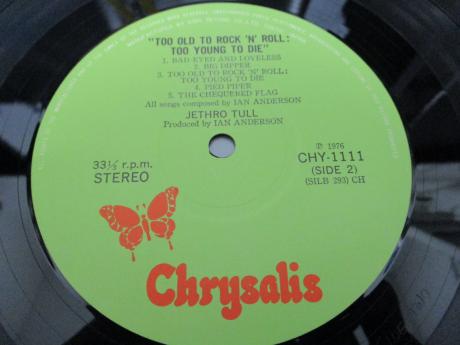 "TOO OLD TO ROCK 'N' ROLL:
TOO YOUNG TO DIE"
1. BAD-EYED AND LOVELESS
2. BIG DIPPER
3. TOO OLD TO ROCK 'N' ROLL:
TOO YOUNG TO DIE
4. PIED PIPER
5. THE CHEQUERED FLAG
All songs composed by IAN ANDERSON
JETHRO TULL
Produced by IAN ANDERSON
33⅓ r.p.m.
STEREO
Ⓟ 1976
CHY-1111
(SIDE 2)
(SILB 293) CH
Chrysalis